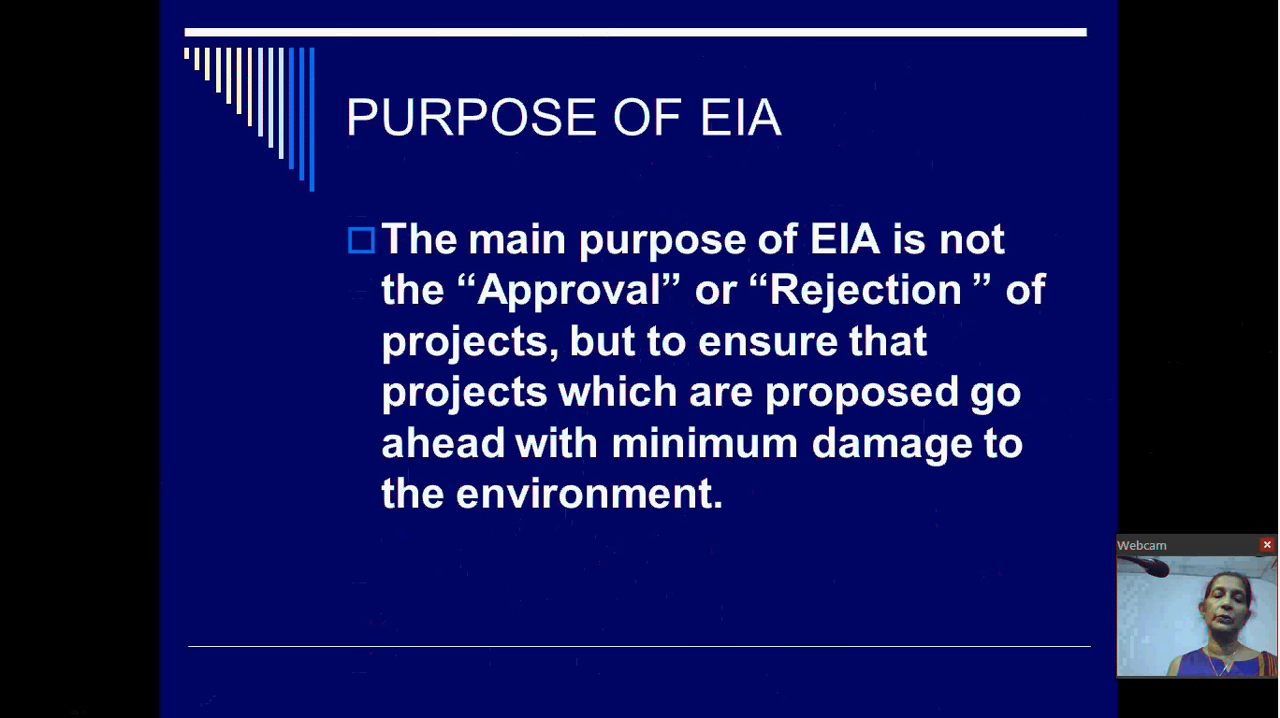 PURPOSE OF EIA
The main purpose of EIA is not
the “Approval” or “Rejection ” of
projects, but to ensure that
projects which are proposed go
ahead with minimum damage to
the environment.
Webcam